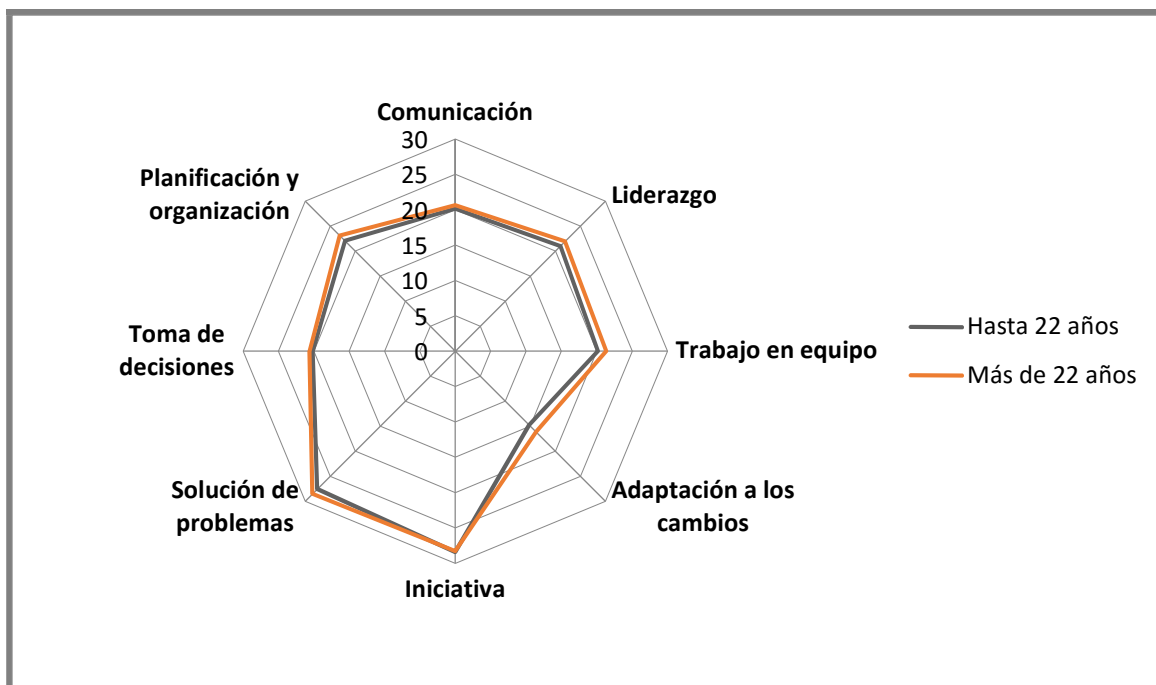 Comunicación
30
25
20
15
10
5
0
Planificación y
organización
Liderazgo
Toma de
decisiones
Trabajo en equipo
Solución de
problemas
Adaptación a los
cambios
Iniciativa
Hasta 22 años
Más de 22 años